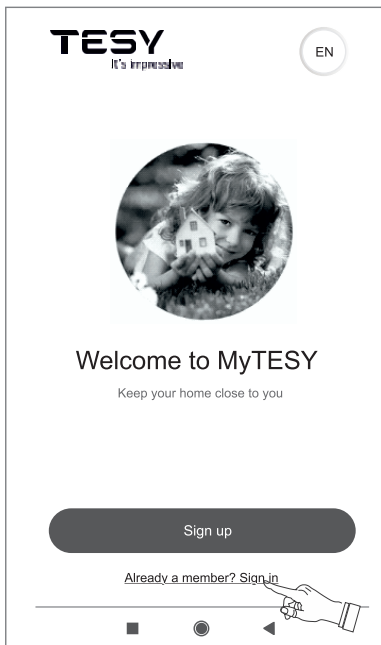 TESY
It's impressive
EN
Welcome to MyTESY
Keep your home close to you
Sign up
Already a member? Sign in